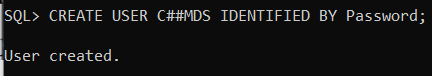 SQL> CREATE USER C##MDS IDENTIFIED BY Password;
User created.